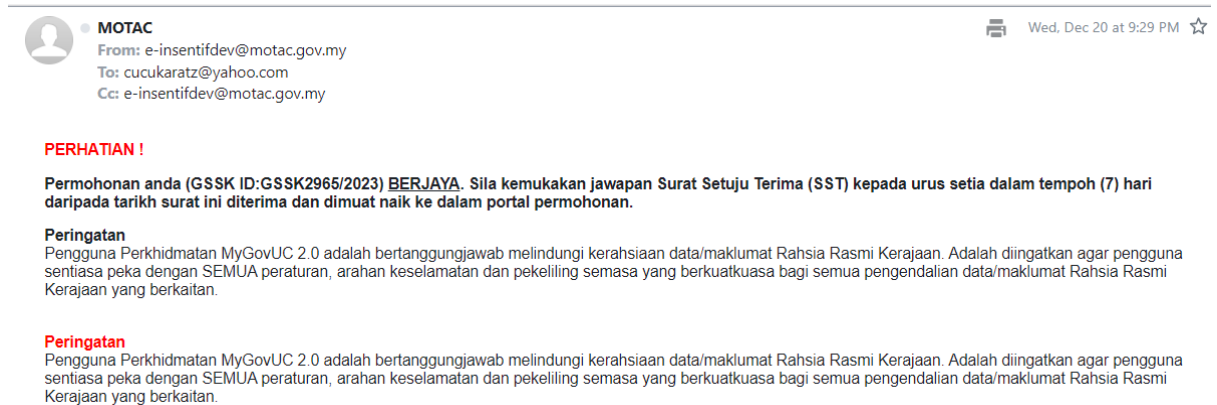 MOTAC
Wed, Dec 20 at 9:29 PM
From: e-insentifdev@motac.gov.my
To: cucukaratz@yahoo.com
Cc: e-insentifdev@motac.gov.my
PERHATIAN !
Permohonan anda (GSSK ID:GSSK2965/2023) BERJAYA. Sila kemukakan jawapan Surat Setuju Terima (SST) kepada urus setia dalam tempoh (7) hari
daripada tarikh surat ini diterima dan dimuat naik ke dalam portal permohonan.
Peringatan
Pengguna Perkhidmatan MyGovUC 2.0 adalah bertanggungjawab melindungi kerahsiaan data/maklumat Rahsia Rasmi Kerajaan. Adalah diingatkan agar pengguna
sentiasa peka dengan SEMUA peraturan, arahan keselamatan dan pekeliling semasa yang berkuatkuasa bagi semua pengendalian data/maklumat Rahsia Rasmi
Kerajaan yang berkaitan.
Peringatan
Pengguna Perkhidmatan MyGovUC 2.0 adalah bertanggungjawab melindungi kerahsiaan data/maklumat Rahsia Rasmi Kerajaan. Adalah diingatkan agar pengguna
sentiasa peka dengan SEMUA peraturan, arahan keselamatan dan pekeliling semasa yang berkuatkuasa bagi semua pengendalian data/maklumat Rahsia Rasmi
Kerajaan yang berkaitan.